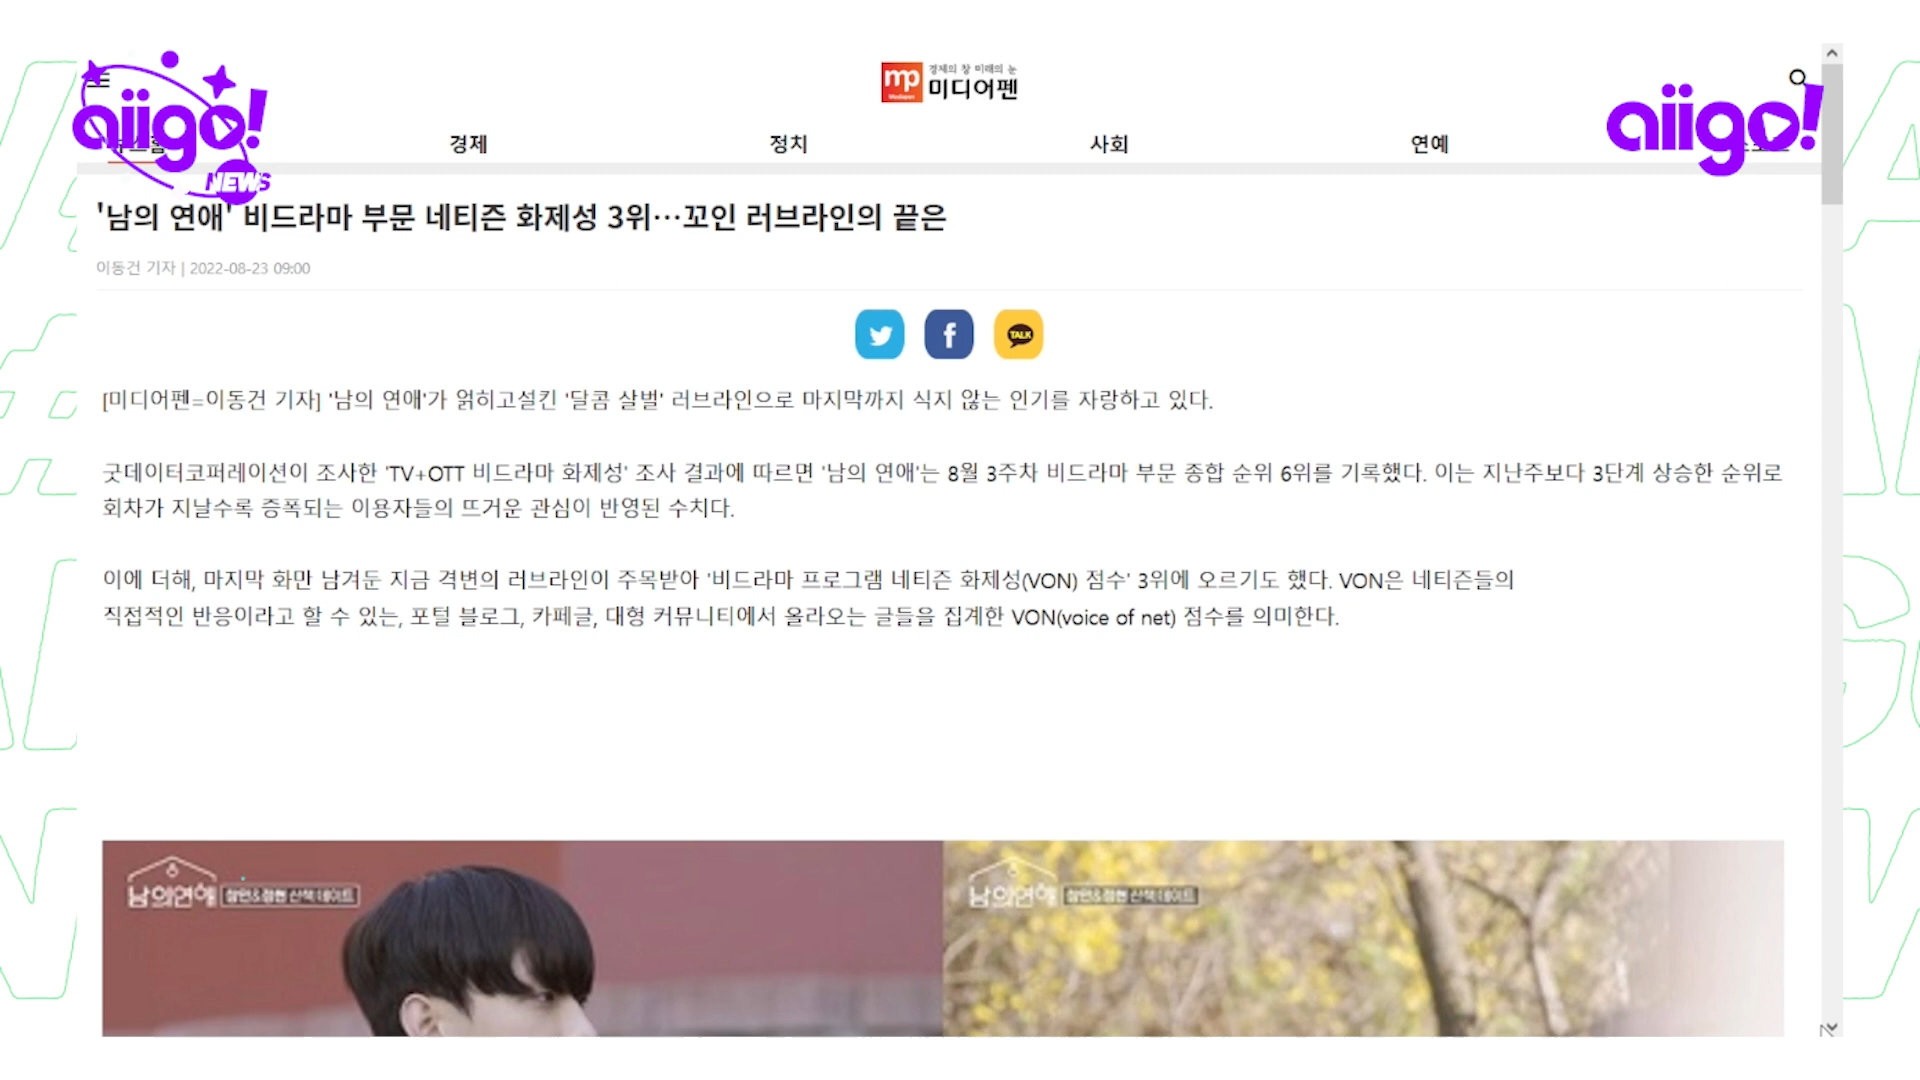 aiigo!
NEWS
mp
Mediapen
경제의 창 미래의 눈
미디어펜
aiigo!
경제
정치
사회
연예
'남의 연애' 비드라마 부문 네티즌 화제성 3위…꼬인 러브라인의 끝은
이동건 기자 | 2022-08-23 09:00
f
TALK
[미디어펜=이동건 기자] '남의 연애'가 얽히고설킨 '달콤 살벌' 러브라인으로 마지막까지 식지 않는 인기를 자랑하고 있다.
굿데이터코퍼레이션이 조사한 'TV+OTT 비드라마 화제성' 조사 결과에 따르면 '남의 연애'는 8월 3주차 비드라마 부문 종합 순위 6위를 기록했다. 이는 지난주보다 3단계 상승한 순위로
회차가 지날수록 증폭되는 이용자들의 뜨거운 관심이 반영된 수치다.
이에 더해, 마지막 화만 남겨둔 지금 격변의 러브라인이 주목받아 '비드라마 프로그램 네티즌 화제성(VON) 점수' 3위에 오르기도 했다. VON은 네티즌들의
직접적인 반응이라고 할 수 있는, 포털 블로그, 카페글, 대형 커뮤니티에서 올라오는 글들을 집계한 VON(voice of net) 점수를 의미한다.
남의연애
산책 데이트
남의연애
산책 데이트